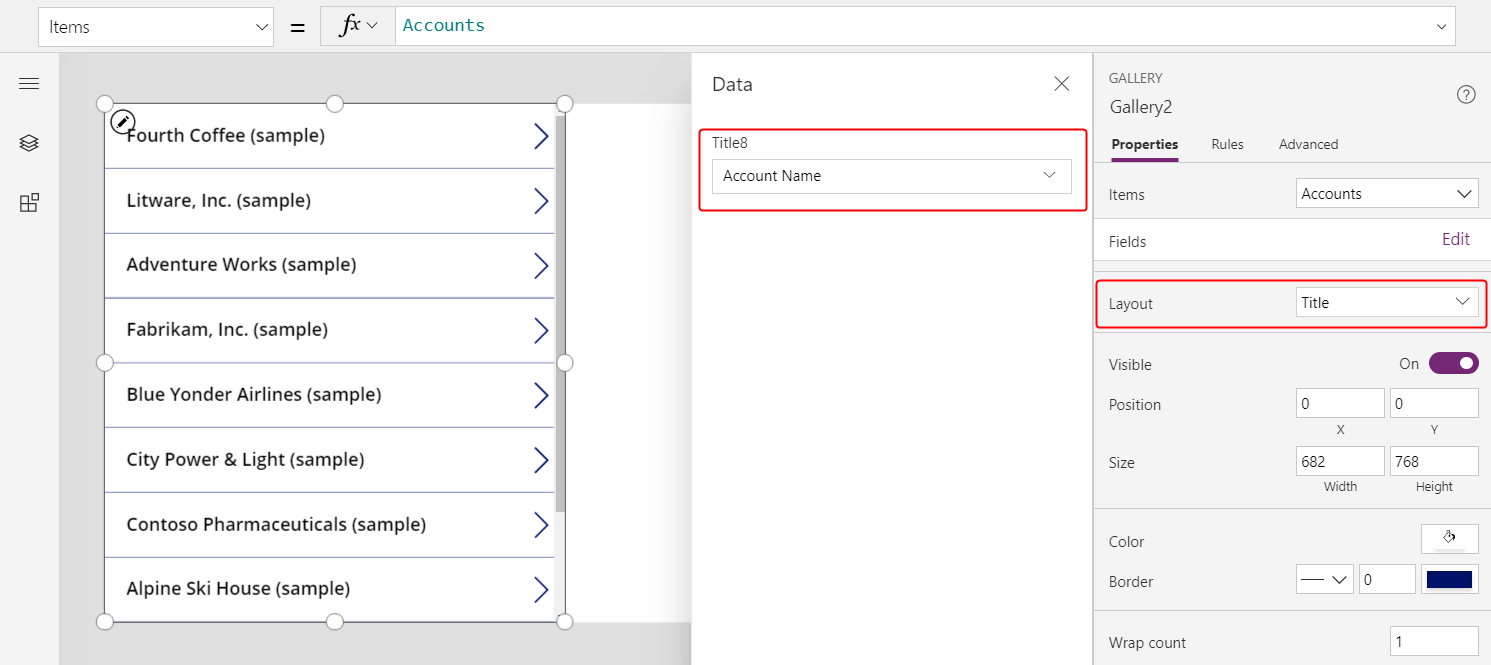 Items
=
fx
Accounts
Fourth Coffee (sample)
Litware, Inc. (sample)
Adventure Works (sample)
Fabrikam, Inc. (sample)
Blue Yonder Airlines (sample)
City Power & Light (sample)
Contoso Pharmaceuticals (sample)
Alpine Ski House (sample)
Data
Title8
Account Name
GALLERY
Gallery2
?
Properties Rules Advanced
Items Accounts
Fields Edit
Layout Title
Visible On
Position 0 0
X Y
Size 682 768
Width Height
Color
Border 0
Wrap count 1